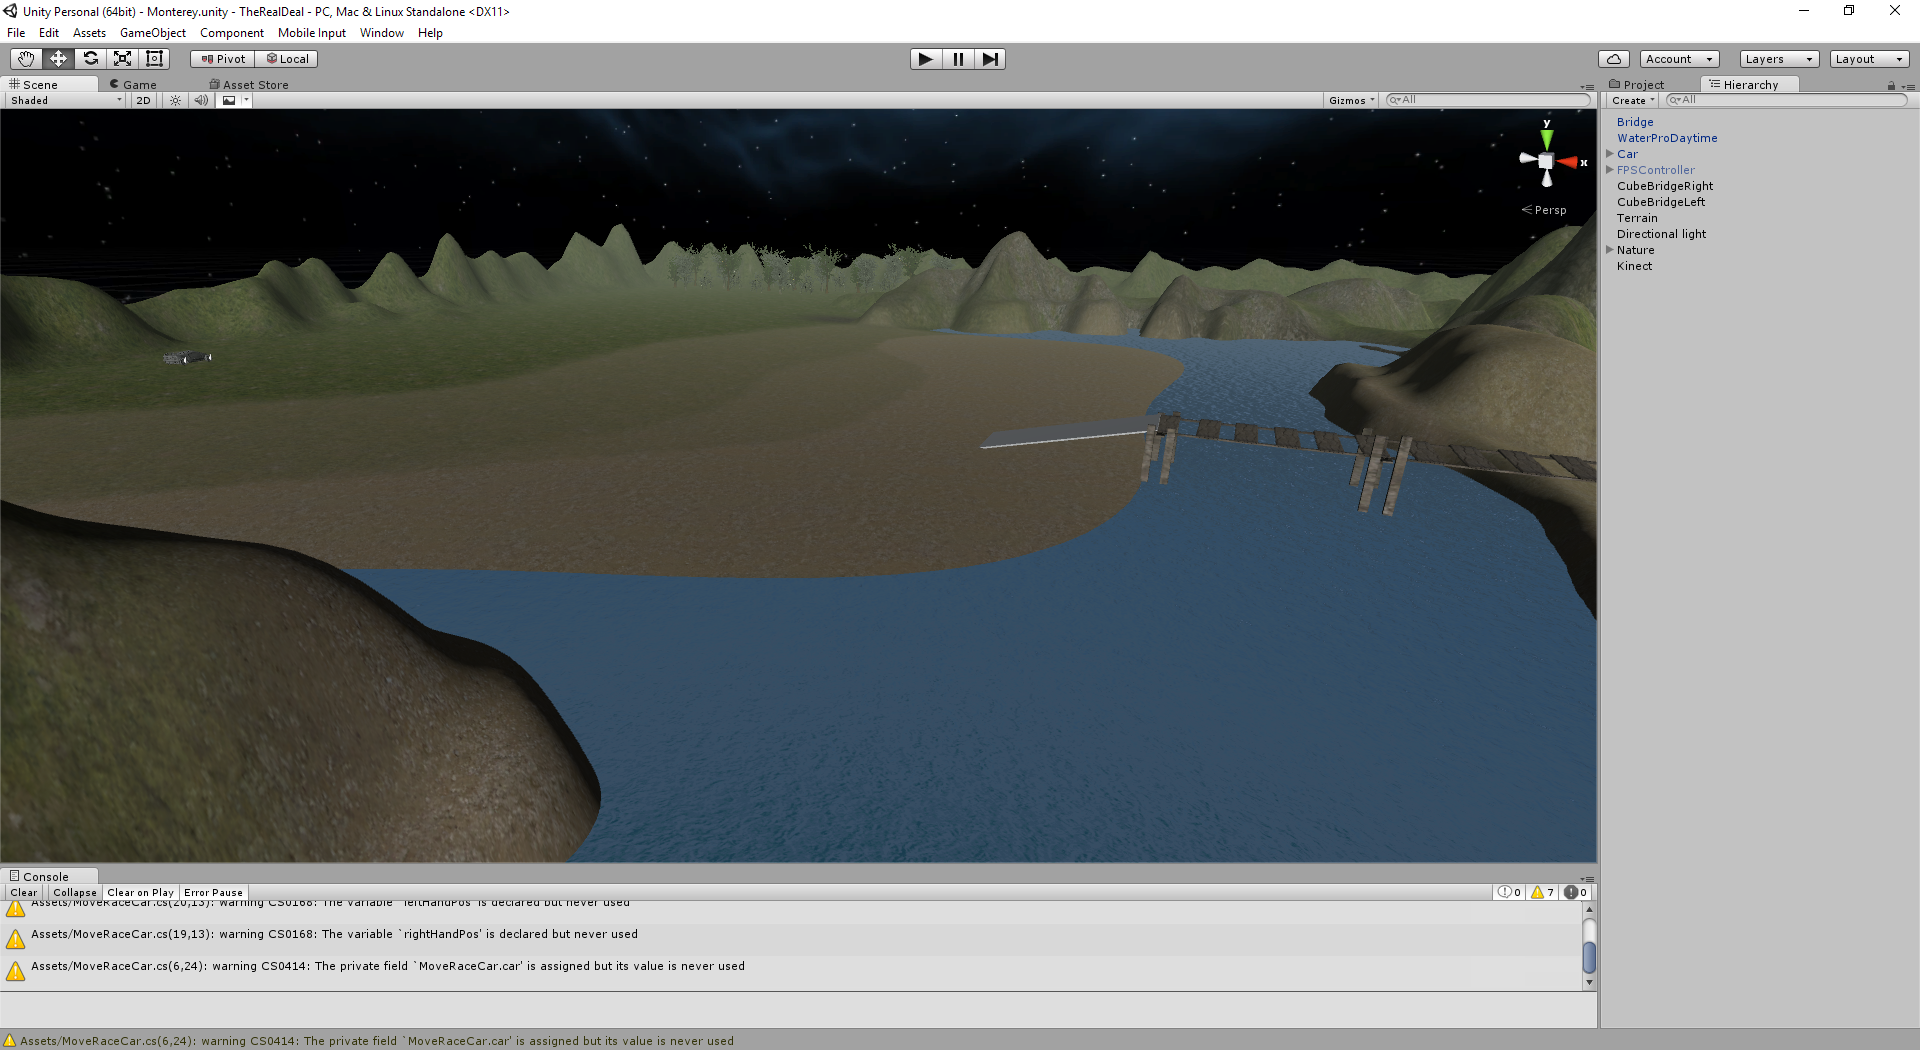 Unity Personal (64bit) - Monterey.unity - TheRealDeal - PC, Mac & Linux Standalone <DX11>
File Edit Assets GameObject Component Mobile Input Window Help
Pivot Local Account Layers Layout
Scene Game Asset Store Project Hierarchy
Shaded 2D Gizmos All Create All
Bridge
WaterProDaytime
Car
FPSController
CubeBridgeRight
CubeBridgeLeft
Terrain
Directional light
Nature
Kinect
y
x
Persp
Console
Clear Collapse Clear on Play Error Pause 0 7 0
Assets/MoveRaceCar.cs(20,13): warning CS0168: The variable `leftHandPos' is declared but never used
Assets/MoveRaceCar.cs(19,13): warning CS0168: The variable `rightHandPos' is declared but never used
Assets/MoveRaceCar.cs(6,24): warning CS0414: The private field `MoveRaceCar.car' is assigned but its value is never used
Assets/MoveRaceCar.cs(6,24): warning CS0414: The private field `MoveRaceCar.car' is assigned but its value is never used